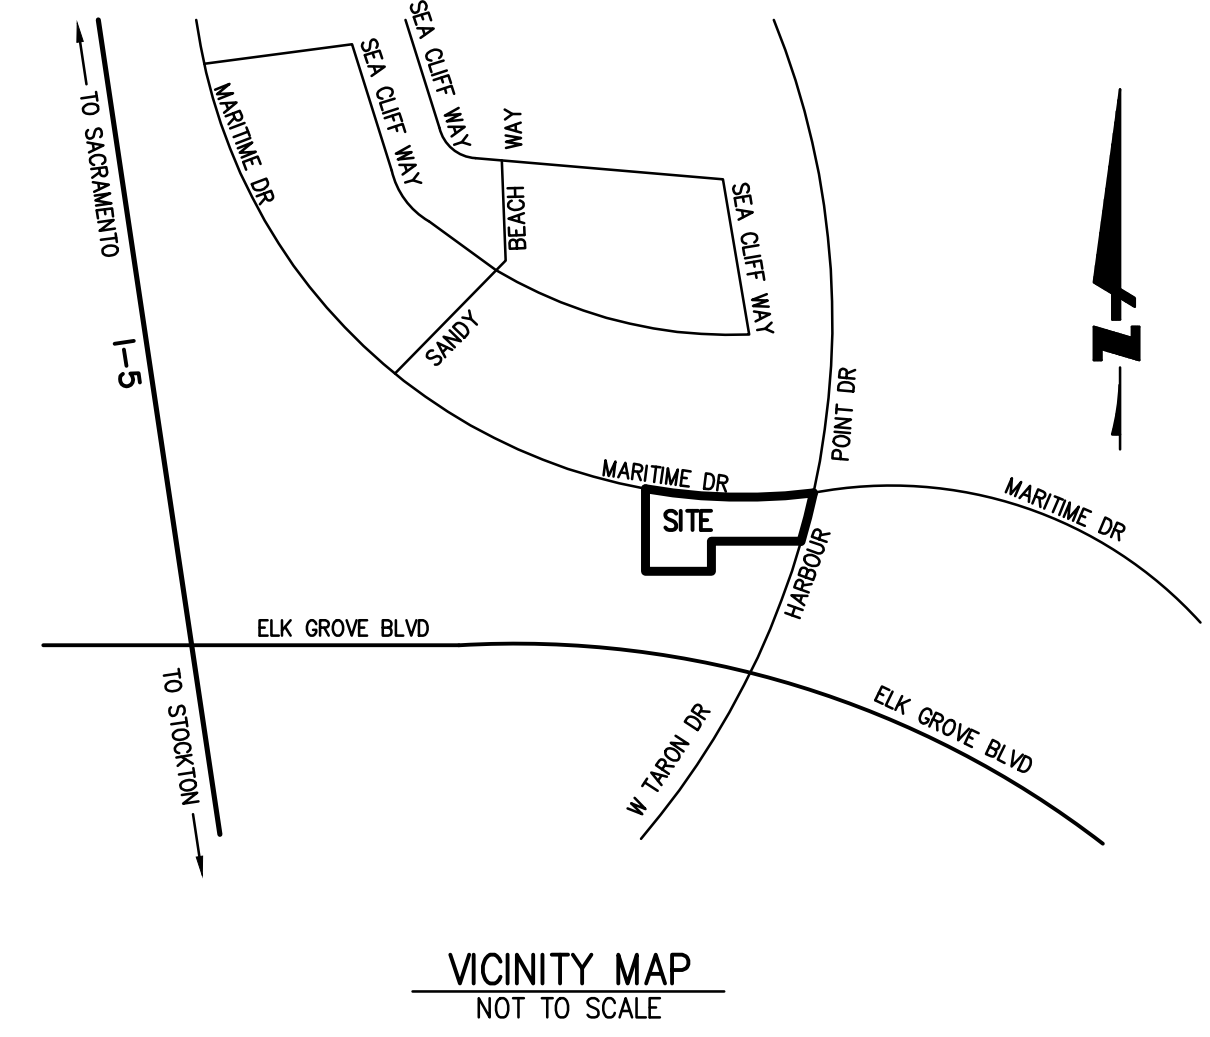 SEA CLIFF WAY
SEA CLIFF WAY
MARITIME DR
TO SACRAMENTO
SANDY BEACH WAY
SEA CLIFF WAY
I-5
N
MARITIME DR
SITE
HARBOUR POINT DR
MARITIME DR
ELK GROVE BLVD
TO STOCKTON
W TARON DR
ELK GROVE BLVD
VICINITY MAP
NOT TO SCALE